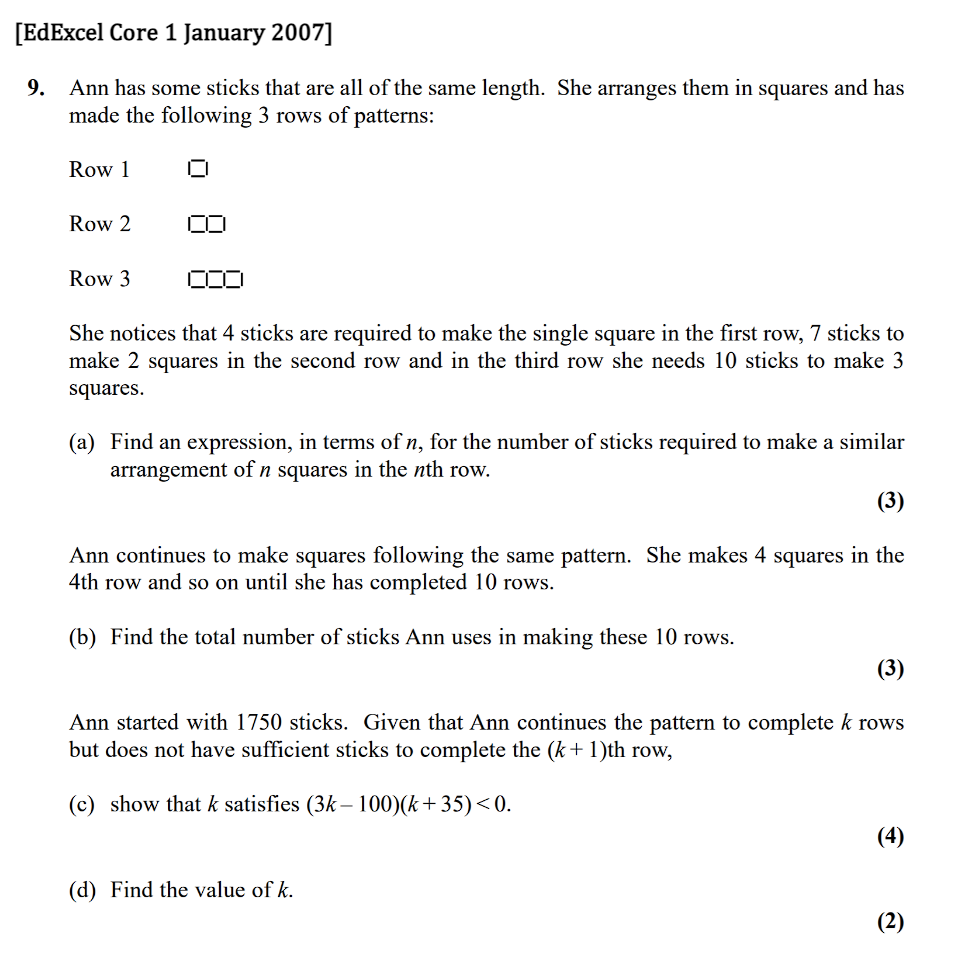 [EdExcel Core 1 January 2007]
9. Ann has some sticks that are all of the same length. She arranges them in squares and has
made the following 3 rows of patterns:
Row 1
Row 2
Row 3
She notices that 4 sticks are required to make the single square in the first row, 7 sticks to
make 2 squares in the second row and in the third row she needs 10 sticks to make 3
squares.
(a) Find an expression, in terms of n, for the number of sticks required to make a similar
arrangement of n squares in the nth row.
(3)
Ann continues to make squares following the same pattern. She makes 4 squares in the
4th row and so on until she has completed 10 rows.
(b) Find the total number of sticks Ann uses in making these 10 rows.
(3)
Ann started with 1750 sticks. Given that Ann continues the pattern to complete k rows
but does not have sufficient sticks to complete the (k + 1)th row,
(c) show that k satisfies (3k – 100)(k + 35) < 0.
(4)
(d) Find the value of k.
(2)